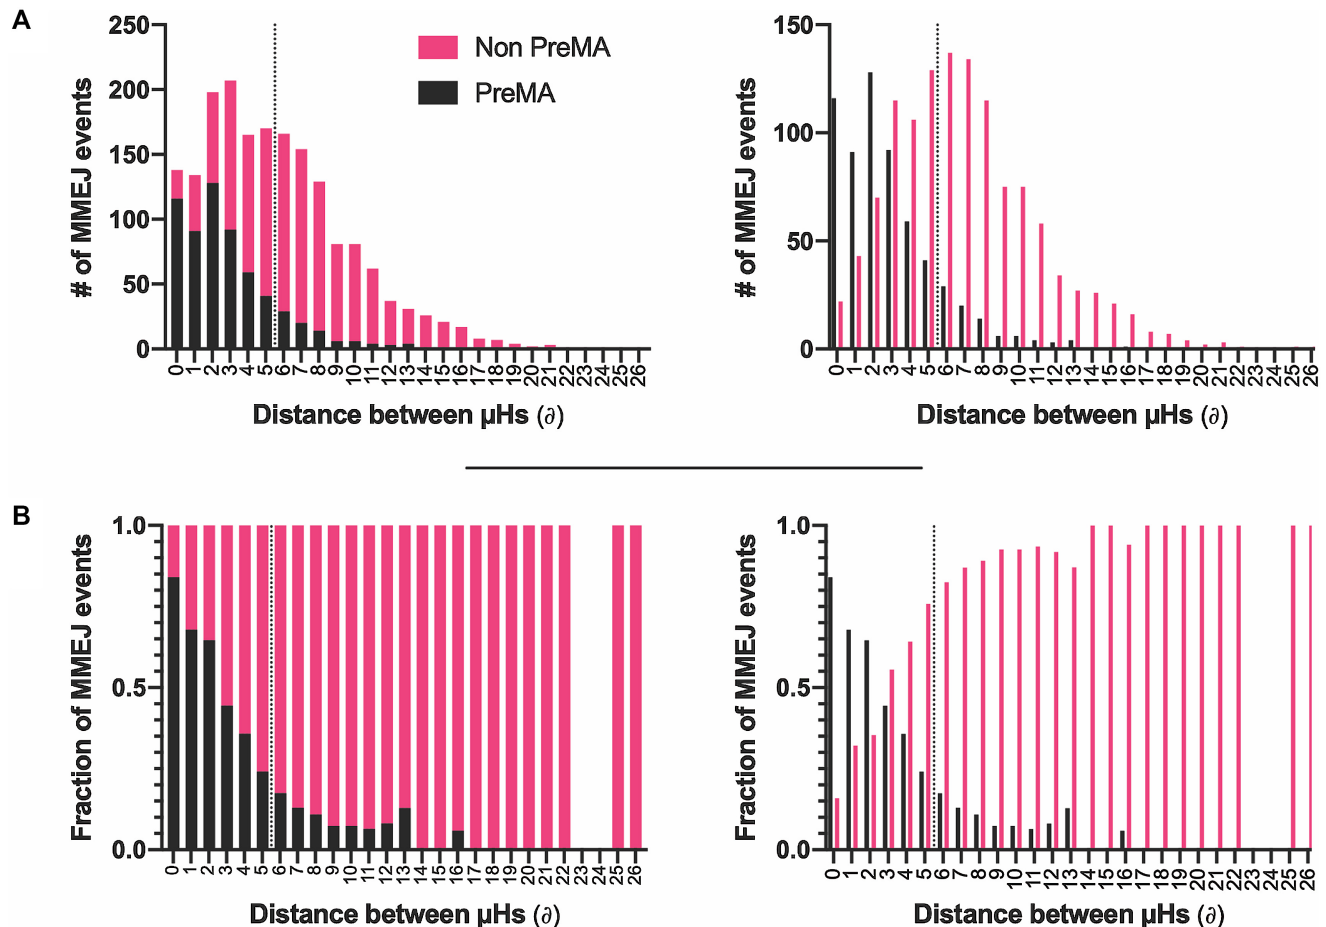 A
250
200
150
100
50
0
# of MMEJ events
Non PreMA
PreMA
0 1 2 3 4 5 6 7 8 9 10 11 12 13 14 15 16 17 18 19 20 21 22 23 24 25 26
Distance between µHs (∂)
150
100
50
0
# of MMEJ events
0 1 2 3 4 5 6 7 8 9 10 11 12 13 14 15 16 17 18 19 20 21 22 23 24 25 26
Distance between µHs (∂)
B
1.0
0.5
0.0
Fraction of MMEJ events
0 1 2 3 4 5 6 7 8 9 10 11 12 13 14 15 16 17 18 19 20 21 22 23 24 25 26
Distance between µHs (∂)
1.0
0.5
0.0
Fraction of MMEJ events
0 1 2 3 4 5 6 7 8 9 10 11 12 13 14 15 16 17 18 19 20 21 22 23 24 25 26
Distance between µHs (∂)